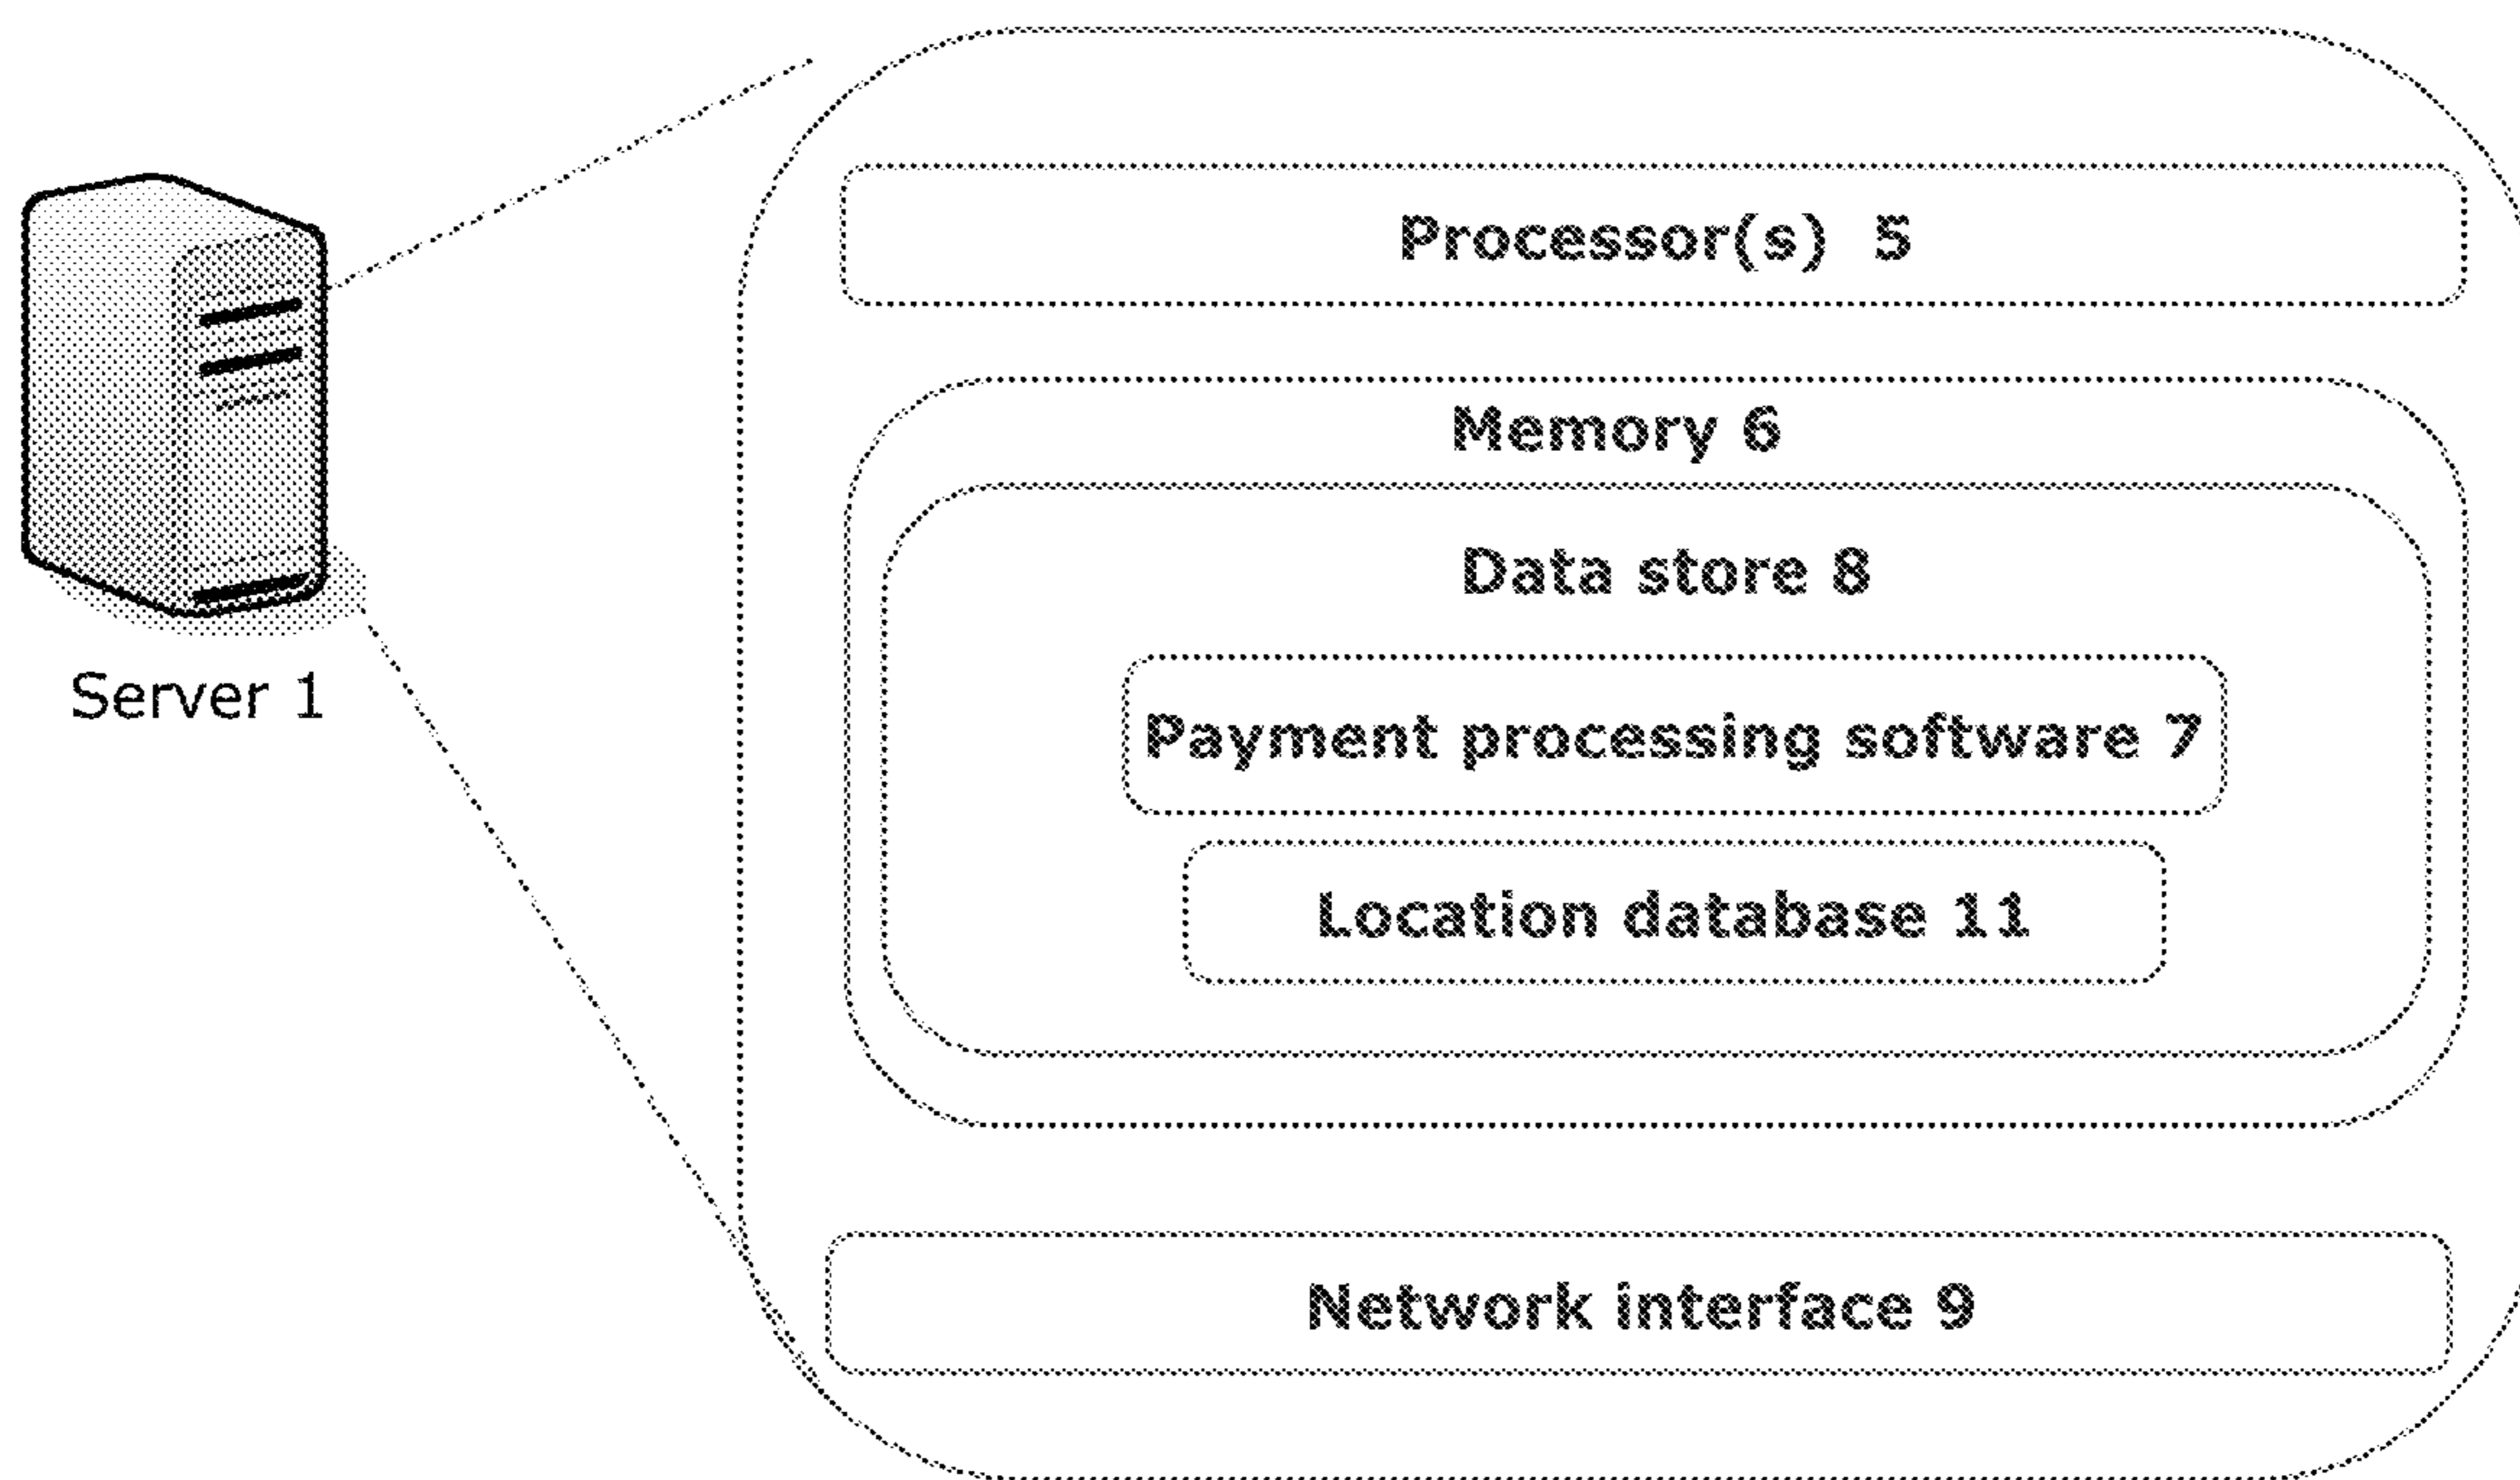 Processor(s) 5
Memory 6
Data store 8
Server 1
Payment processing software 7
Location database 11
Network interface 9